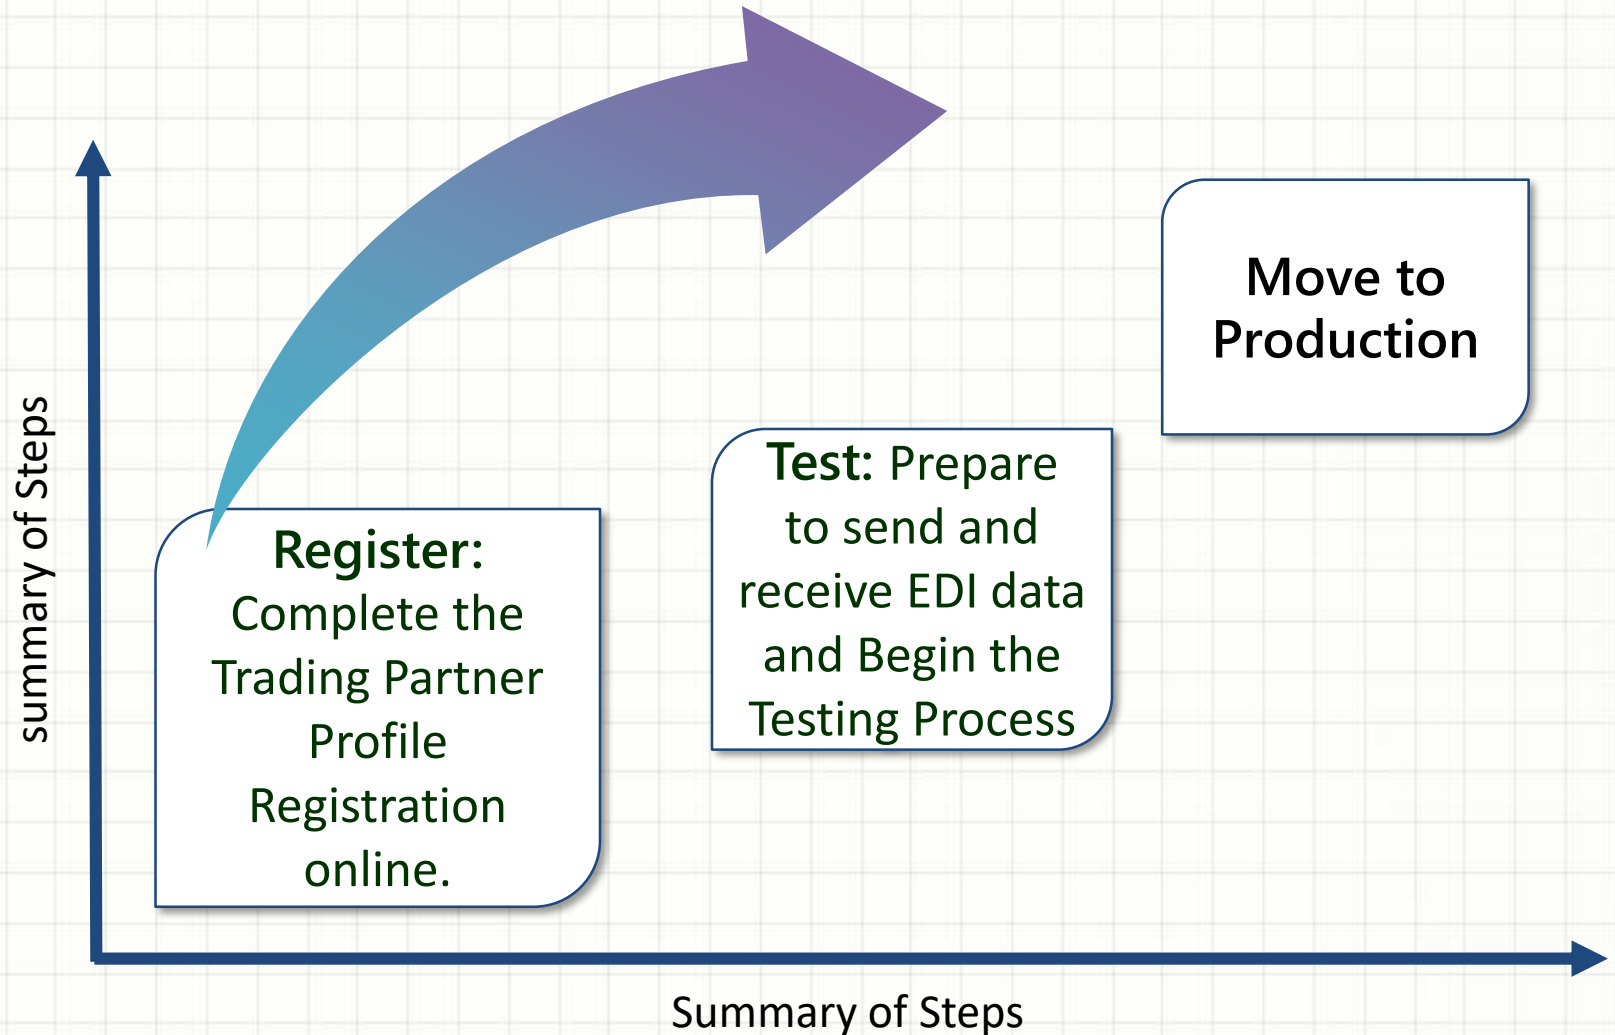 summary of Steps
Register:
Complete the
Trading Partner
Profile
Registration
online.
Test: Prepare
to send and
receive EDI data
and Begin the
Testing Process
Move to
Production
Summary of Steps